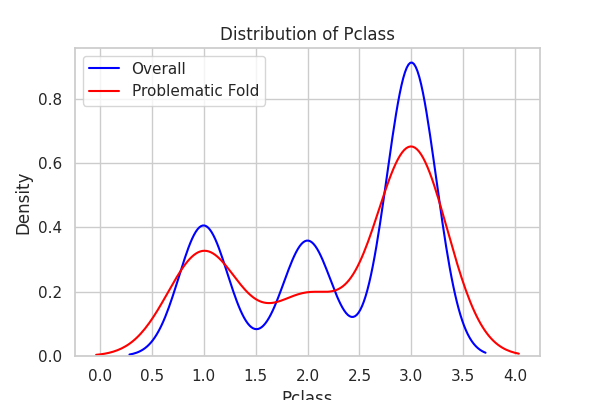 Distribution of Pclass
Overall
Problematic Fold
Density
0.8
0.6
0.4
0.2
0.0
0.0 0.5 1.0 1.5 2.0 2.5 3.0 3.5 4.0
Pclass